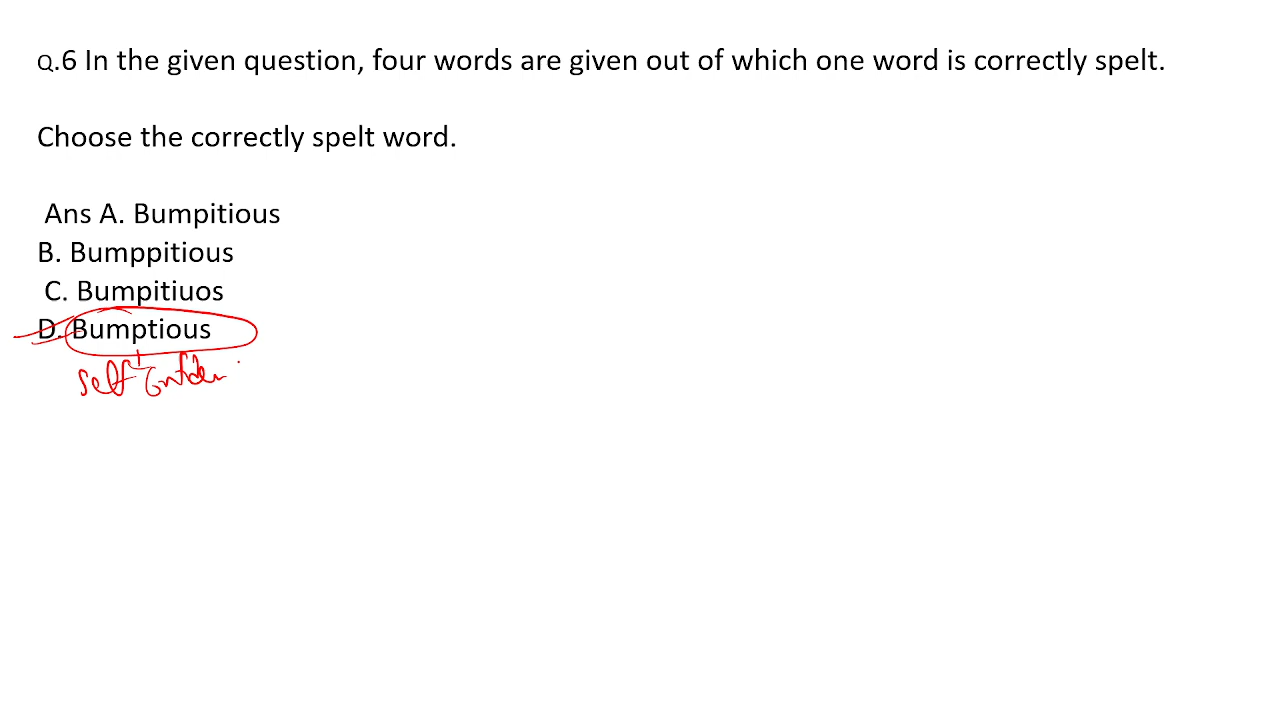 Q.6 In the given question, four words are given out of which one word is correctly spelt.
Choose the correctly spelt word.
Ans A. Bumpitious
B. Bumppitious
C. Bumpitiuos
D. Bumptious
self